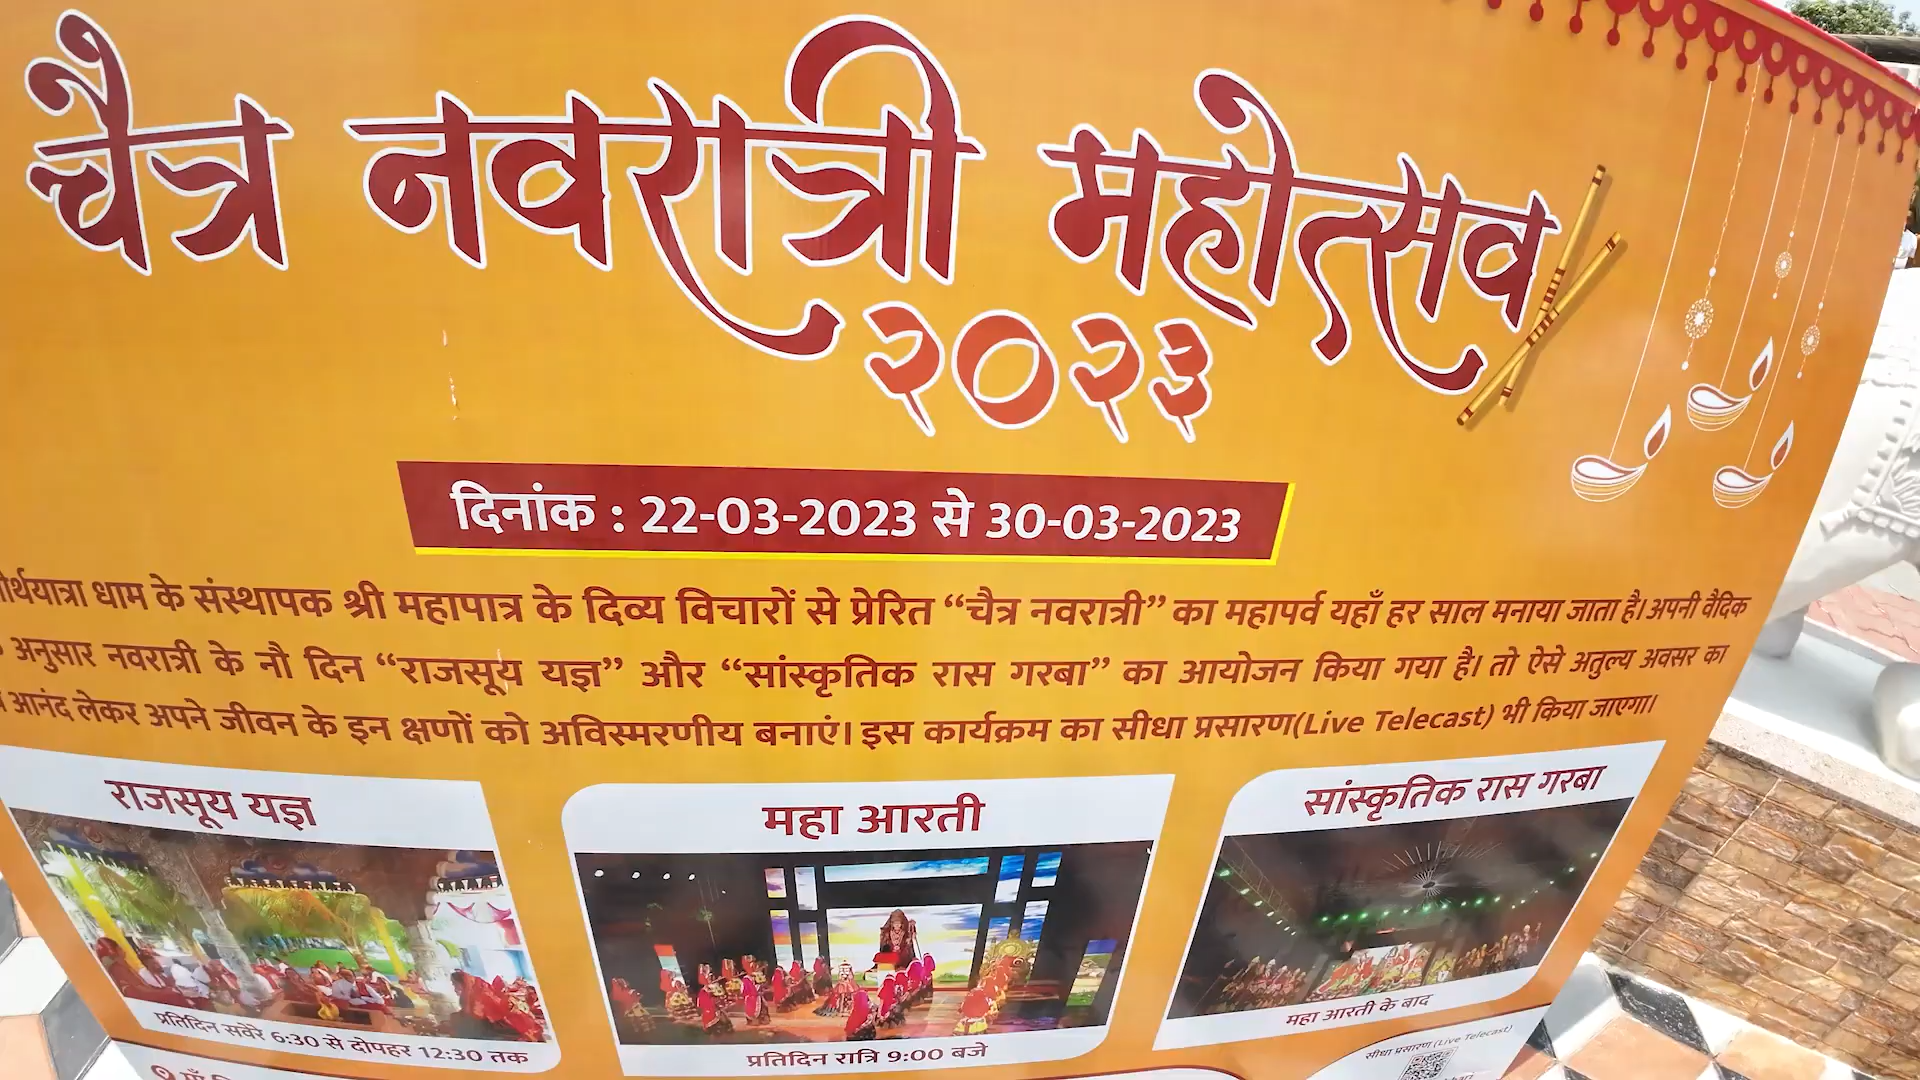 चैत्र नवरात्री महोत्सव
२०२३
दिनांक : 22-03-2023 से 30-03-2023
धाम के संस्थापक श्री महापात्र के दिव्य विचारों से प्रेरित “चैत्र नवरात्री” का महापर्व यहाँ हर साल मनाया जाता है। अपनी वैदिक
अनुसार नवरात्री के नौ दिन “राजसूय यज्ञ” और “सांस्कृतिक रास गरबा” का आयोजन किया गया है। तो ऐसे अतुल्य अवसर का
आनंद लेकर अपने जीवन के इन क्षणों को अविस्मरणीय बनाएं। इस कार्यक्रम का सीधा प्रसारण(Live Telecast) भी किया जाएगा।
राजसूय यज्ञ
प्रतिदिन सवेरे 6:30 से दोपहर 12:30 तक
महा आरती
प्रतिदिन रात्रि 9:00 बजे
सांस्कृतिक रास गरबा
महा आरती के बाद
सीधा प्रसारण (Live Telecast)